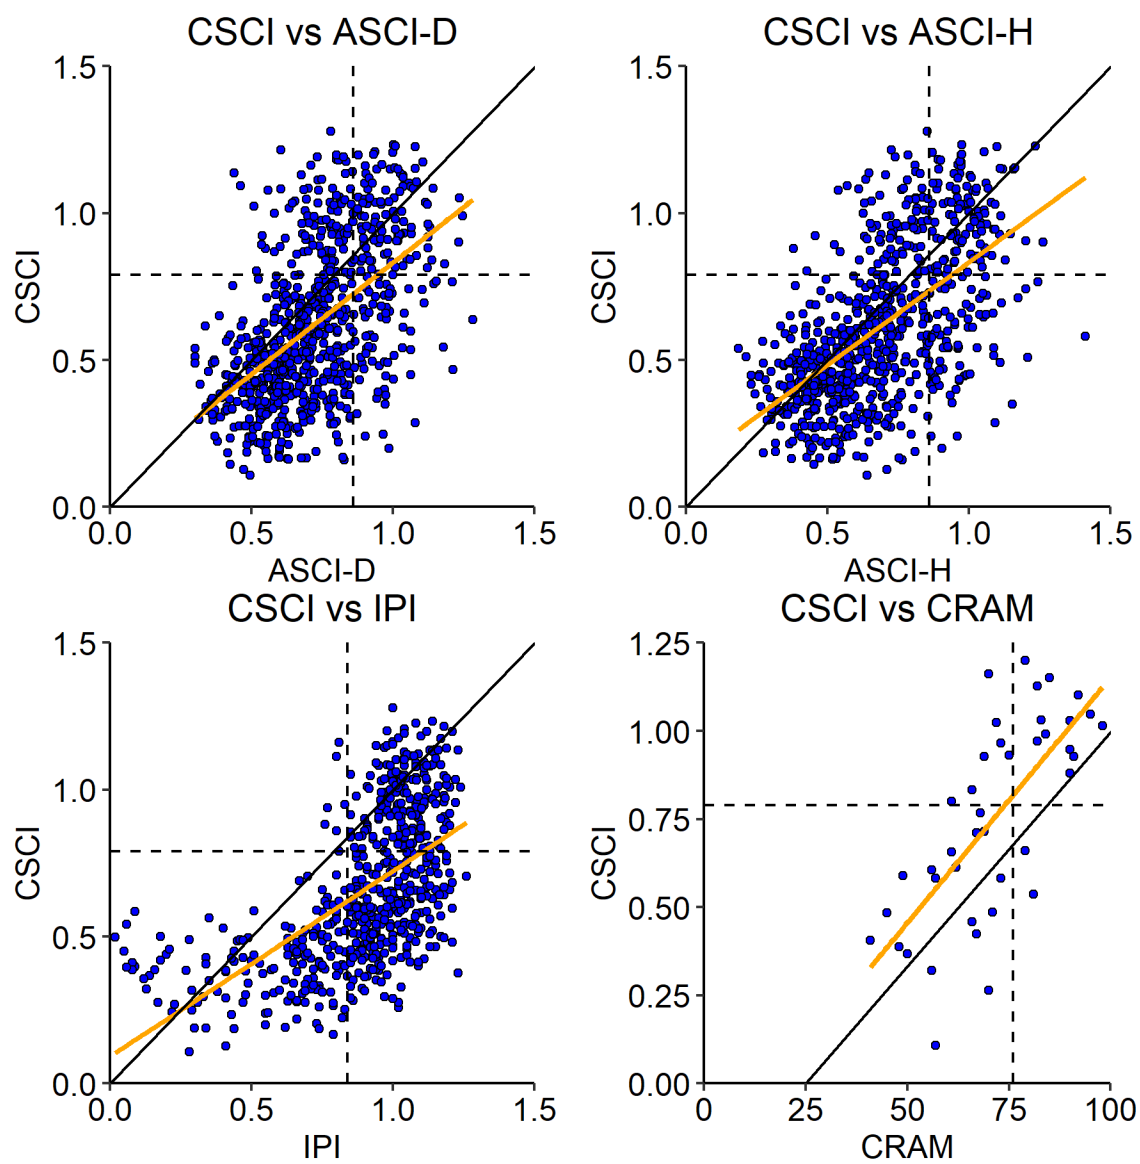 CSCI vs ASCI-D
1.5
1.0
0.5
0.0
CSCI
0.0 0.5 1.0 1.5
ASCI-D
CSCI vs ASCI-H
1.5
1.0
0.5
0.0
CSCI
0.0 0.5 1.0 1.5
ASCI-H
CSCI vs IPI
1.5
1.0
0.5
0.0
CSCI
0.0 0.5 1.0 1.5
IPI
CSCI vs CRAM
1.25
1.00
0.75
0.50
0.25
0.00
CSCI
0 25 50 75 100
CRAM